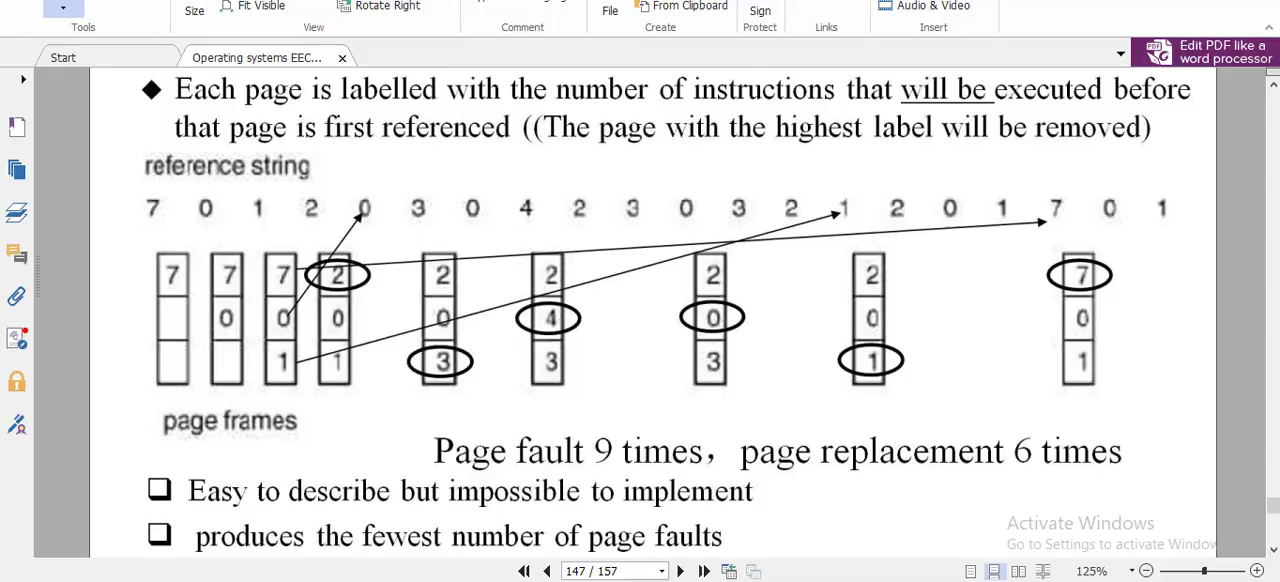 Size
Fit Visible
Rotate Right
File
From Clipboard
Sign
Audio & Video
Tools
View
Comment
Create
Protect
Links
Insert
Start
Operating systems EEC...
Edit PDF like a
word processor
◆ Each page is labelled with the number of instructions that will be executed before
that page is first referenced ((The page with the highest label will be removed)
reference string
7 0 1 2 0 3 0 4 2 3 0 3 2 1 2 0 1 7 0 1
7 7 7 2 2 2 2 2 7
0 0 0 0 4 0 0 0
1 1 3 3 3 1 1
page frames
Page fault 9 times，page replacement 6 times
❑ Easy to describe but impossible to implement
❑ produces the fewest number of page faults
Activate Windows
Go to Settings to activate Window
147 / 157
125%